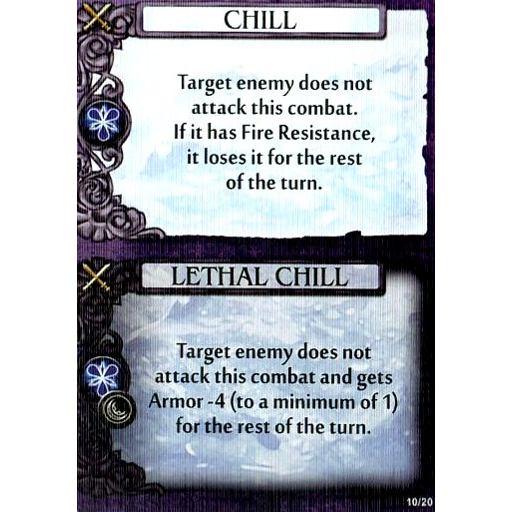 CHILL
Target enemy does not
attack this combat.
If it has Fire Resistance,
it loses it for the rest
of the turn.
LETHAL CHILL
Target enemy does not
attack this combat and gets
Armor -4 (to a minimum of 1)
for the rest of the turn.
10/20